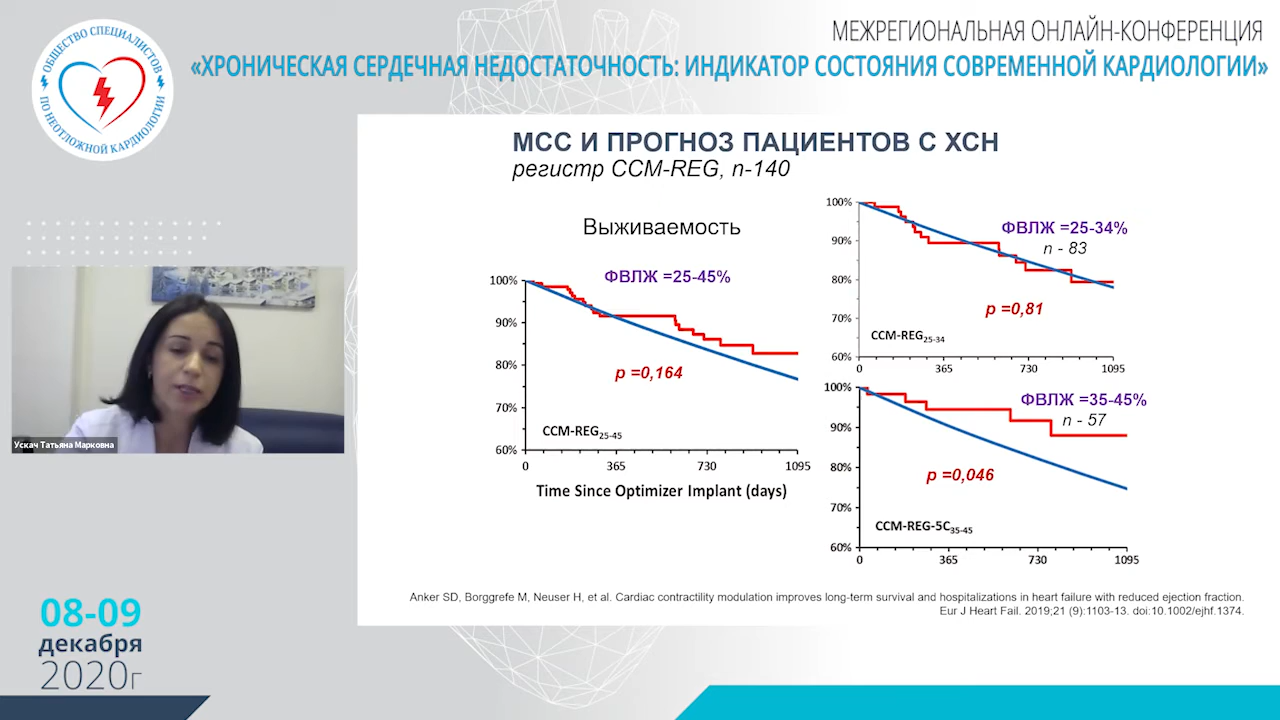 МЕЖРЕГИОНАЛЬНАЯ ОНЛАЙН-КОНФЕРЕНЦИЯ
«ХРОНИЧЕСКАЯ СЕРДЕЧНАЯ НЕДОСТАТОЧНОСТЬ: ИНДИКАТОР СОСТОЯНИЯ СОВРЕМЕННОЙ КАРДИОЛОГИИ»
ОБЩЕСТВО СПЕЦИАЛИСТОВ
ПО НЕОТЛОЖНОЙ КАРДИОЛОГИИ
МСС И ПРОГНОЗ ПАЦИЕНТОВ С ХСН
регистр CCM-REG, n-140
Выживаемость
ФВЛЖ =25-45%
100%
90%
80%
70%
60%
p =0,164
CCM-REG25-45
0 365 730 1095
Time Since Optimizer Implant (days)
100%
90%
80%
70%
60%
ФВЛЖ =25-34%
n - 83
p =0,81
CCM-REG25-34
0 365 730 1095
100%
90%
80%
70%
60%
ФВЛЖ =35-45%
n - 57
p =0,046
CCM-REG-5C35-45
0 365 730 1095
Anker SD, Borggrefe M, Neuser H, et al. Cardiac contractility modulation improves long-term survival and hospitalizations in heart failure with reduced ejection fraction.
Eur J Heart Fail. 2019;21 (9):1103-13. doi:10.1002/ejhf.1374.
Ускач Татьяна Марковна
08-09
декабря
2020г